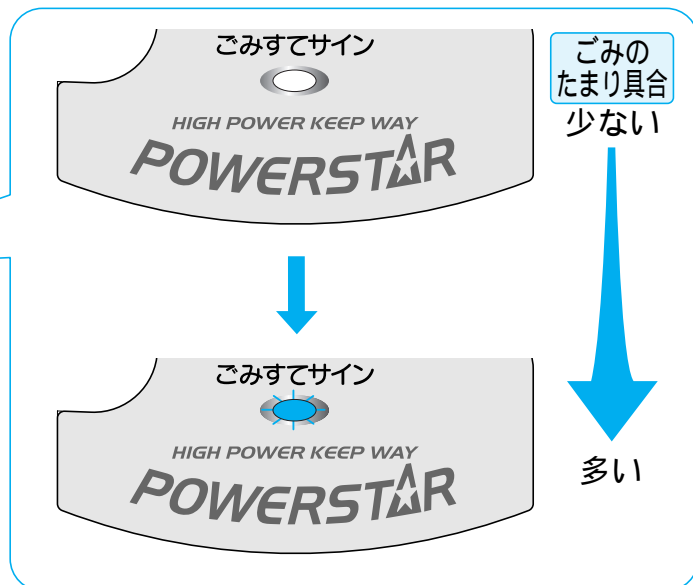 ごみすてサイン
HIGH POWER KEEP WAY
POWERSTAR
ごみの
たまり具合
少ない
ごみすてサイン
HIGH POWER KEEP WAY
POWERSTAR
多い